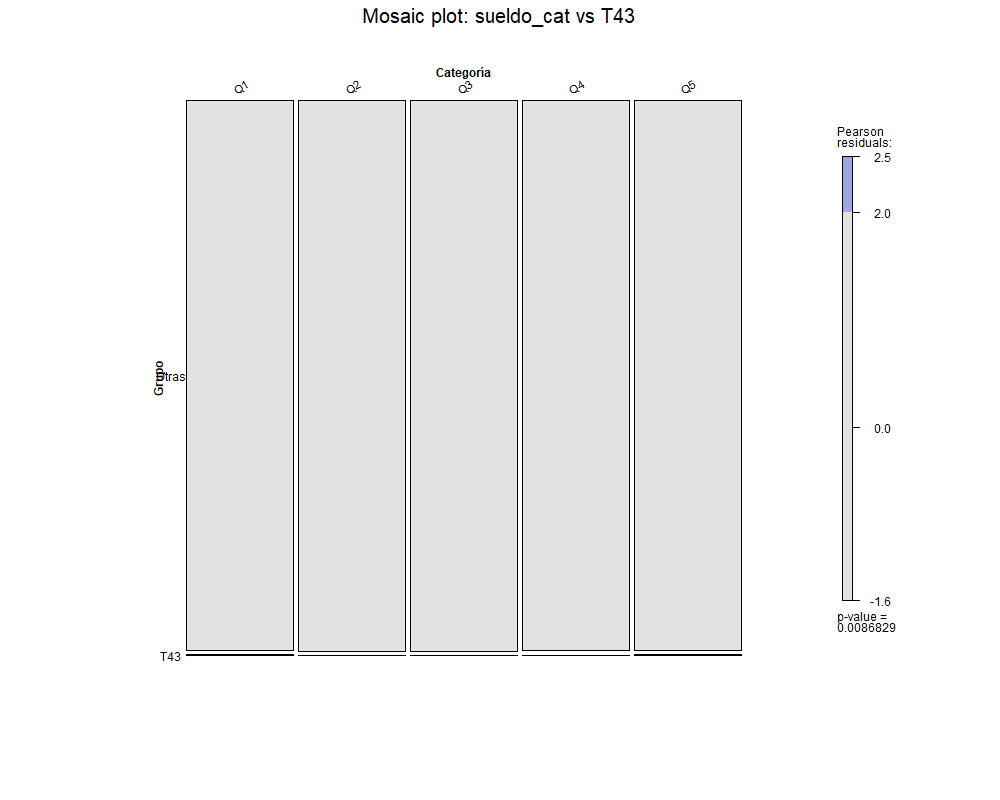 Mosaic plot: sueldo_cat vs T43
Categoría
Q1 Q2 Q3 Q4 Q5
Pearson
residuals:
2.5
2.0
Grupo
Otras
0.0
-1.6
p-value =
0.0086829
T43